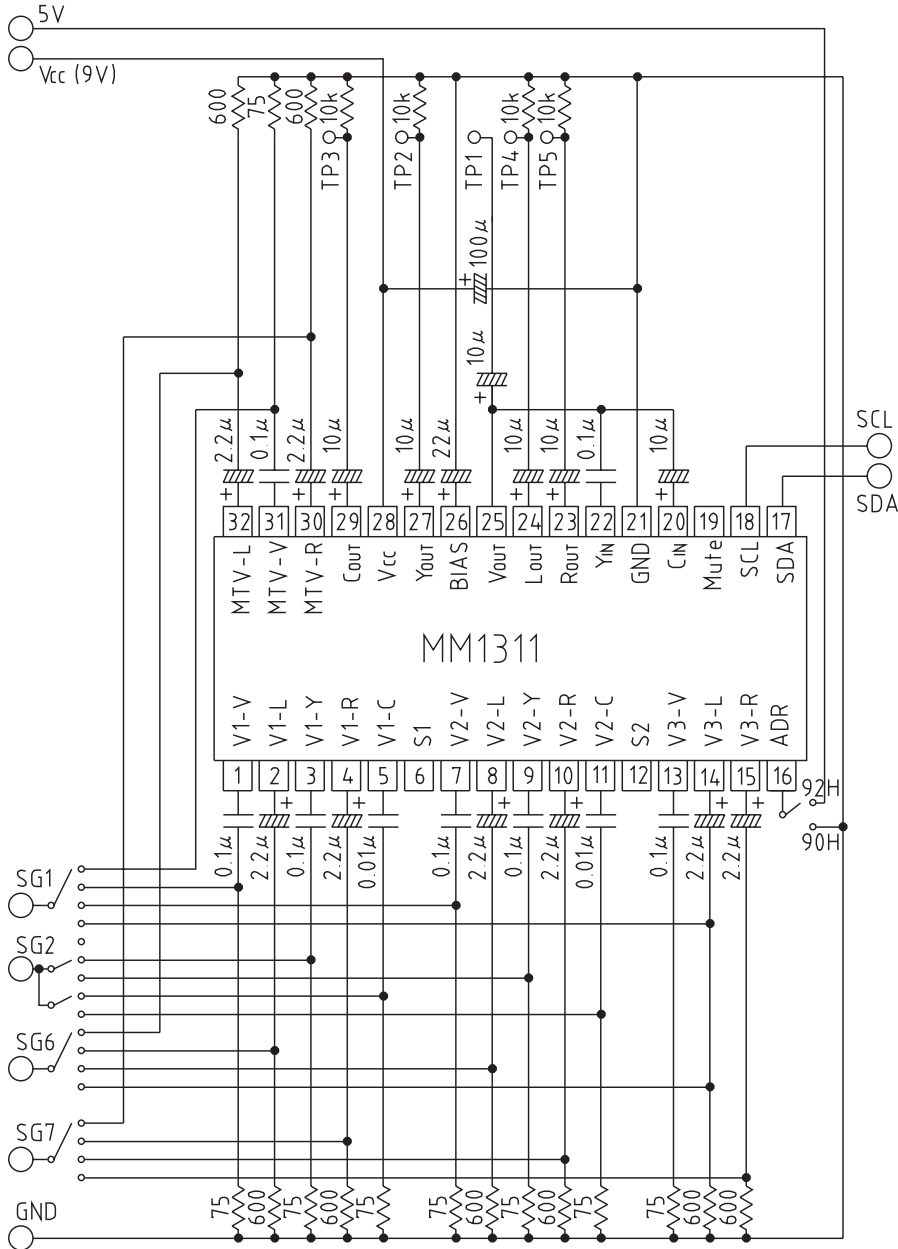 5V
Vcc (9V)
600
75
600
10k
10k
10k
10k
TP3
TP2
TP1
TP4
TP5
+
100μ
10μ
+
2.2μ
0.1μ
2.2μ
10μ
10μ
22μ
10μ
10μ
0.1μ
10μ
SCL
SDA
+ + + + + + + +
32 31 30 29 28 27 26 25 24 23 22 21 20 19 18 17
MTV-L
MTV-V
MTV-R
COUT
VCC
YOUT
BIAS
VOUT
LOUT
ROUT
YIN
GND
CIN
Mute
SCL
SDA
MM1311
V1-V
V1-L
V1-Y
V1-R
V1-C
S1
V2-V
V2-L
V2-Y
V2-R
V2-C
S2
V3-V
V3-L
V3-R
ADR
1 2 3 4 5 6 7 8 9 10 11 12 13 14 15 16
+ + + + + +
92H
90H
0.1μ
2.2μ
0.1μ
2.2μ
0.01μ
0.1μ
2.2μ
0.1μ
2.2μ
0.01μ
0.1μ
2.2μ
2.2μ
SG1
SG2
SG6
SG7
GND
75
600
75
600
75
75
600
75
600
75
75
600
600